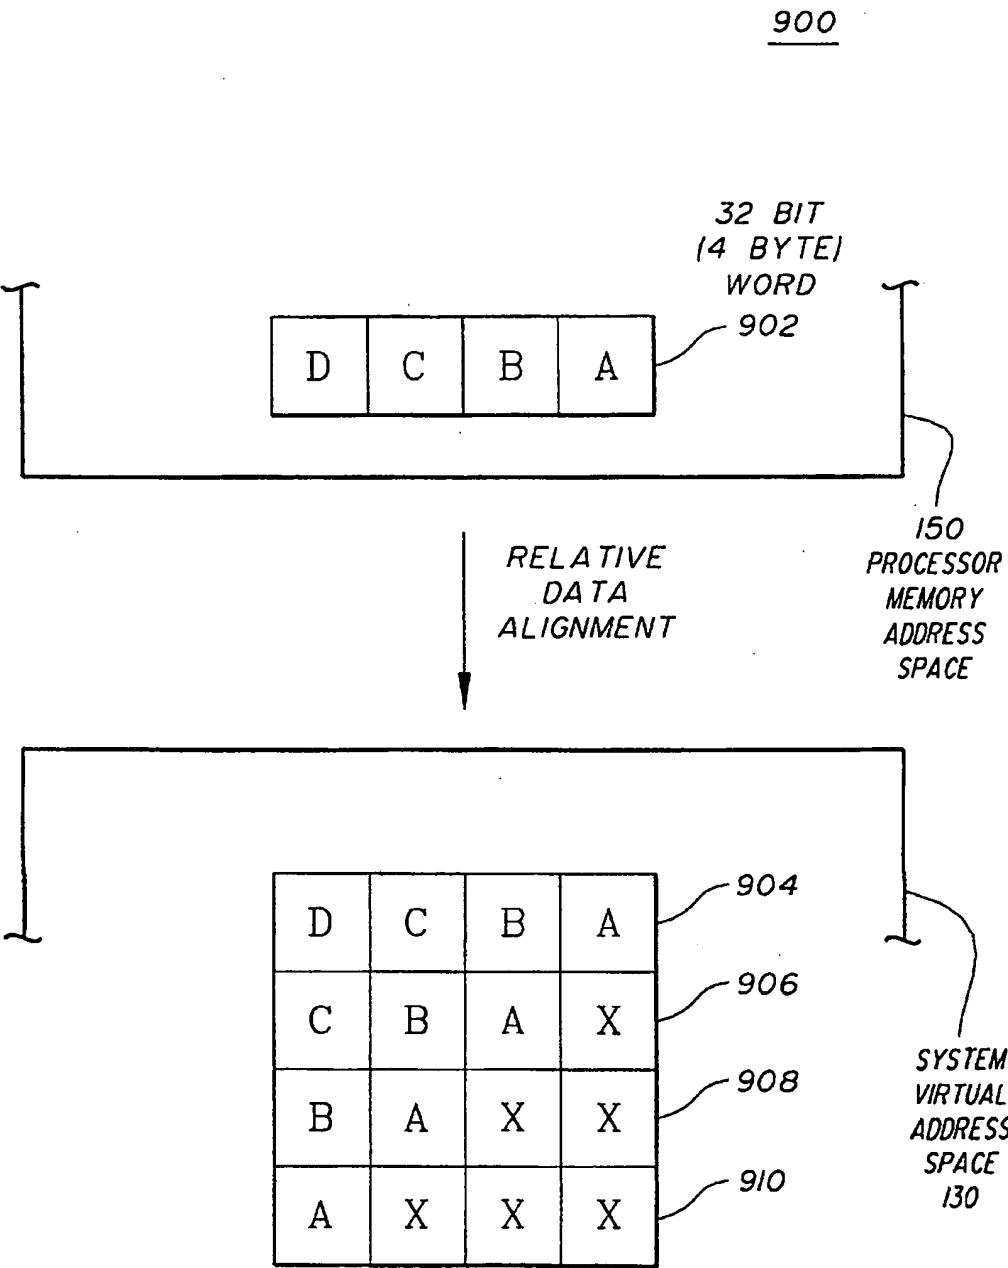 900
32 BIT
(4 BYTE)
WORD
902
D C B A
150
PROCESSOR
MEMORY
ADDRESS
SPACE
RELATIVE
DATA
ALIGNMENT
904
D C B A
906
C B A X
908
B A X X
910
A X X X
SYSTEM
VIRTUAL
ADDRESS
SPACE
130